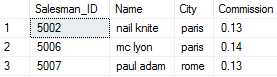 Salesman_ID Name City Commission
1 5002 nail knite paris 0.13
2 5006 mc lyon paris 0.14
3 5007 paul adam rome 0.13